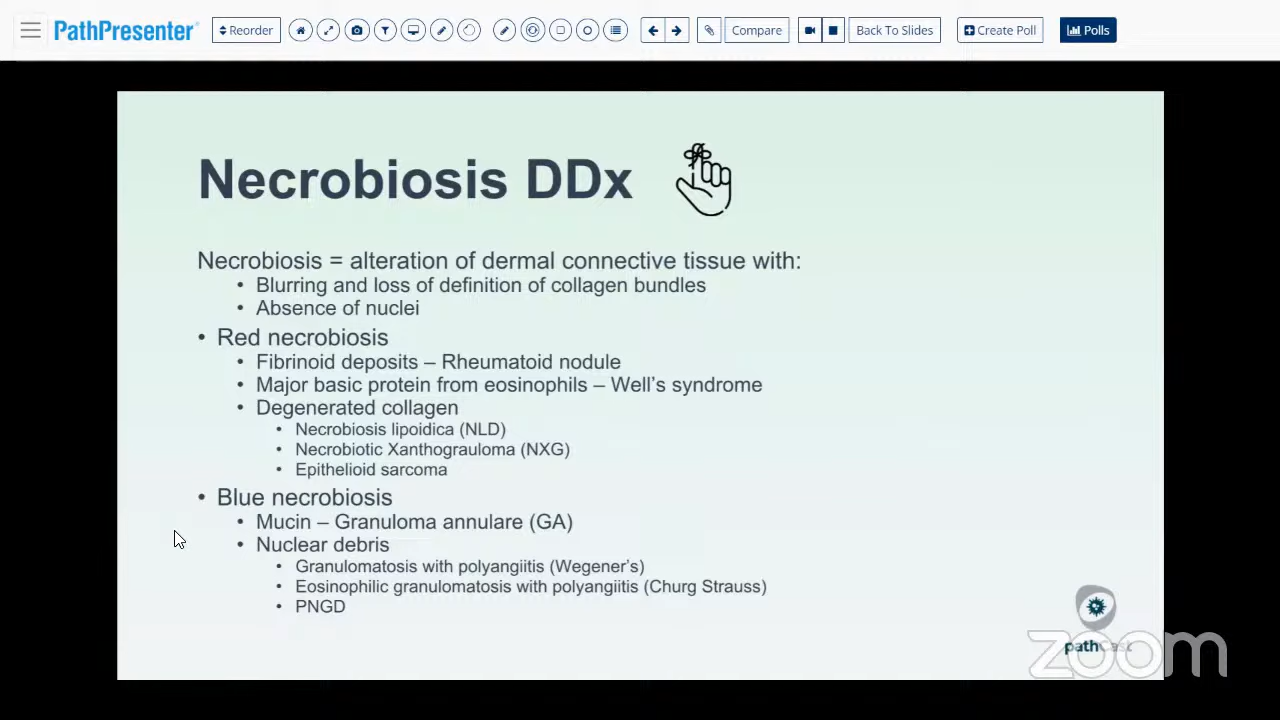 PathPresenter
Reorder
Compare
Back To Slides
Create Poll
Polls
Necrobiosis DDx
Necrobiosis = alteration of dermal connective tissue with:
• Blurring and loss of definition of collagen bundles
• Absence of nuclei
• Red necrobiosis
• Fibrinoid deposits – Rheumatoid nodule
• Major basic protein from eosinophils – Well's syndrome
• Degenerated collagen
• Necrobiosis lipoidica (NLD)
• Necrobiotic Xanthograuloma (NXG)
• Epithelioid sarcoma
• Blue necrobiosis
• Mucin – Granuloma annulare (GA)
• Nuclear debris
• Granulomatosis with polyangiitis (Wegener's)
• Eosinophilic granulomatosis with polyangiitis (Churg Strauss)
• PNGD
pathCast
zoom